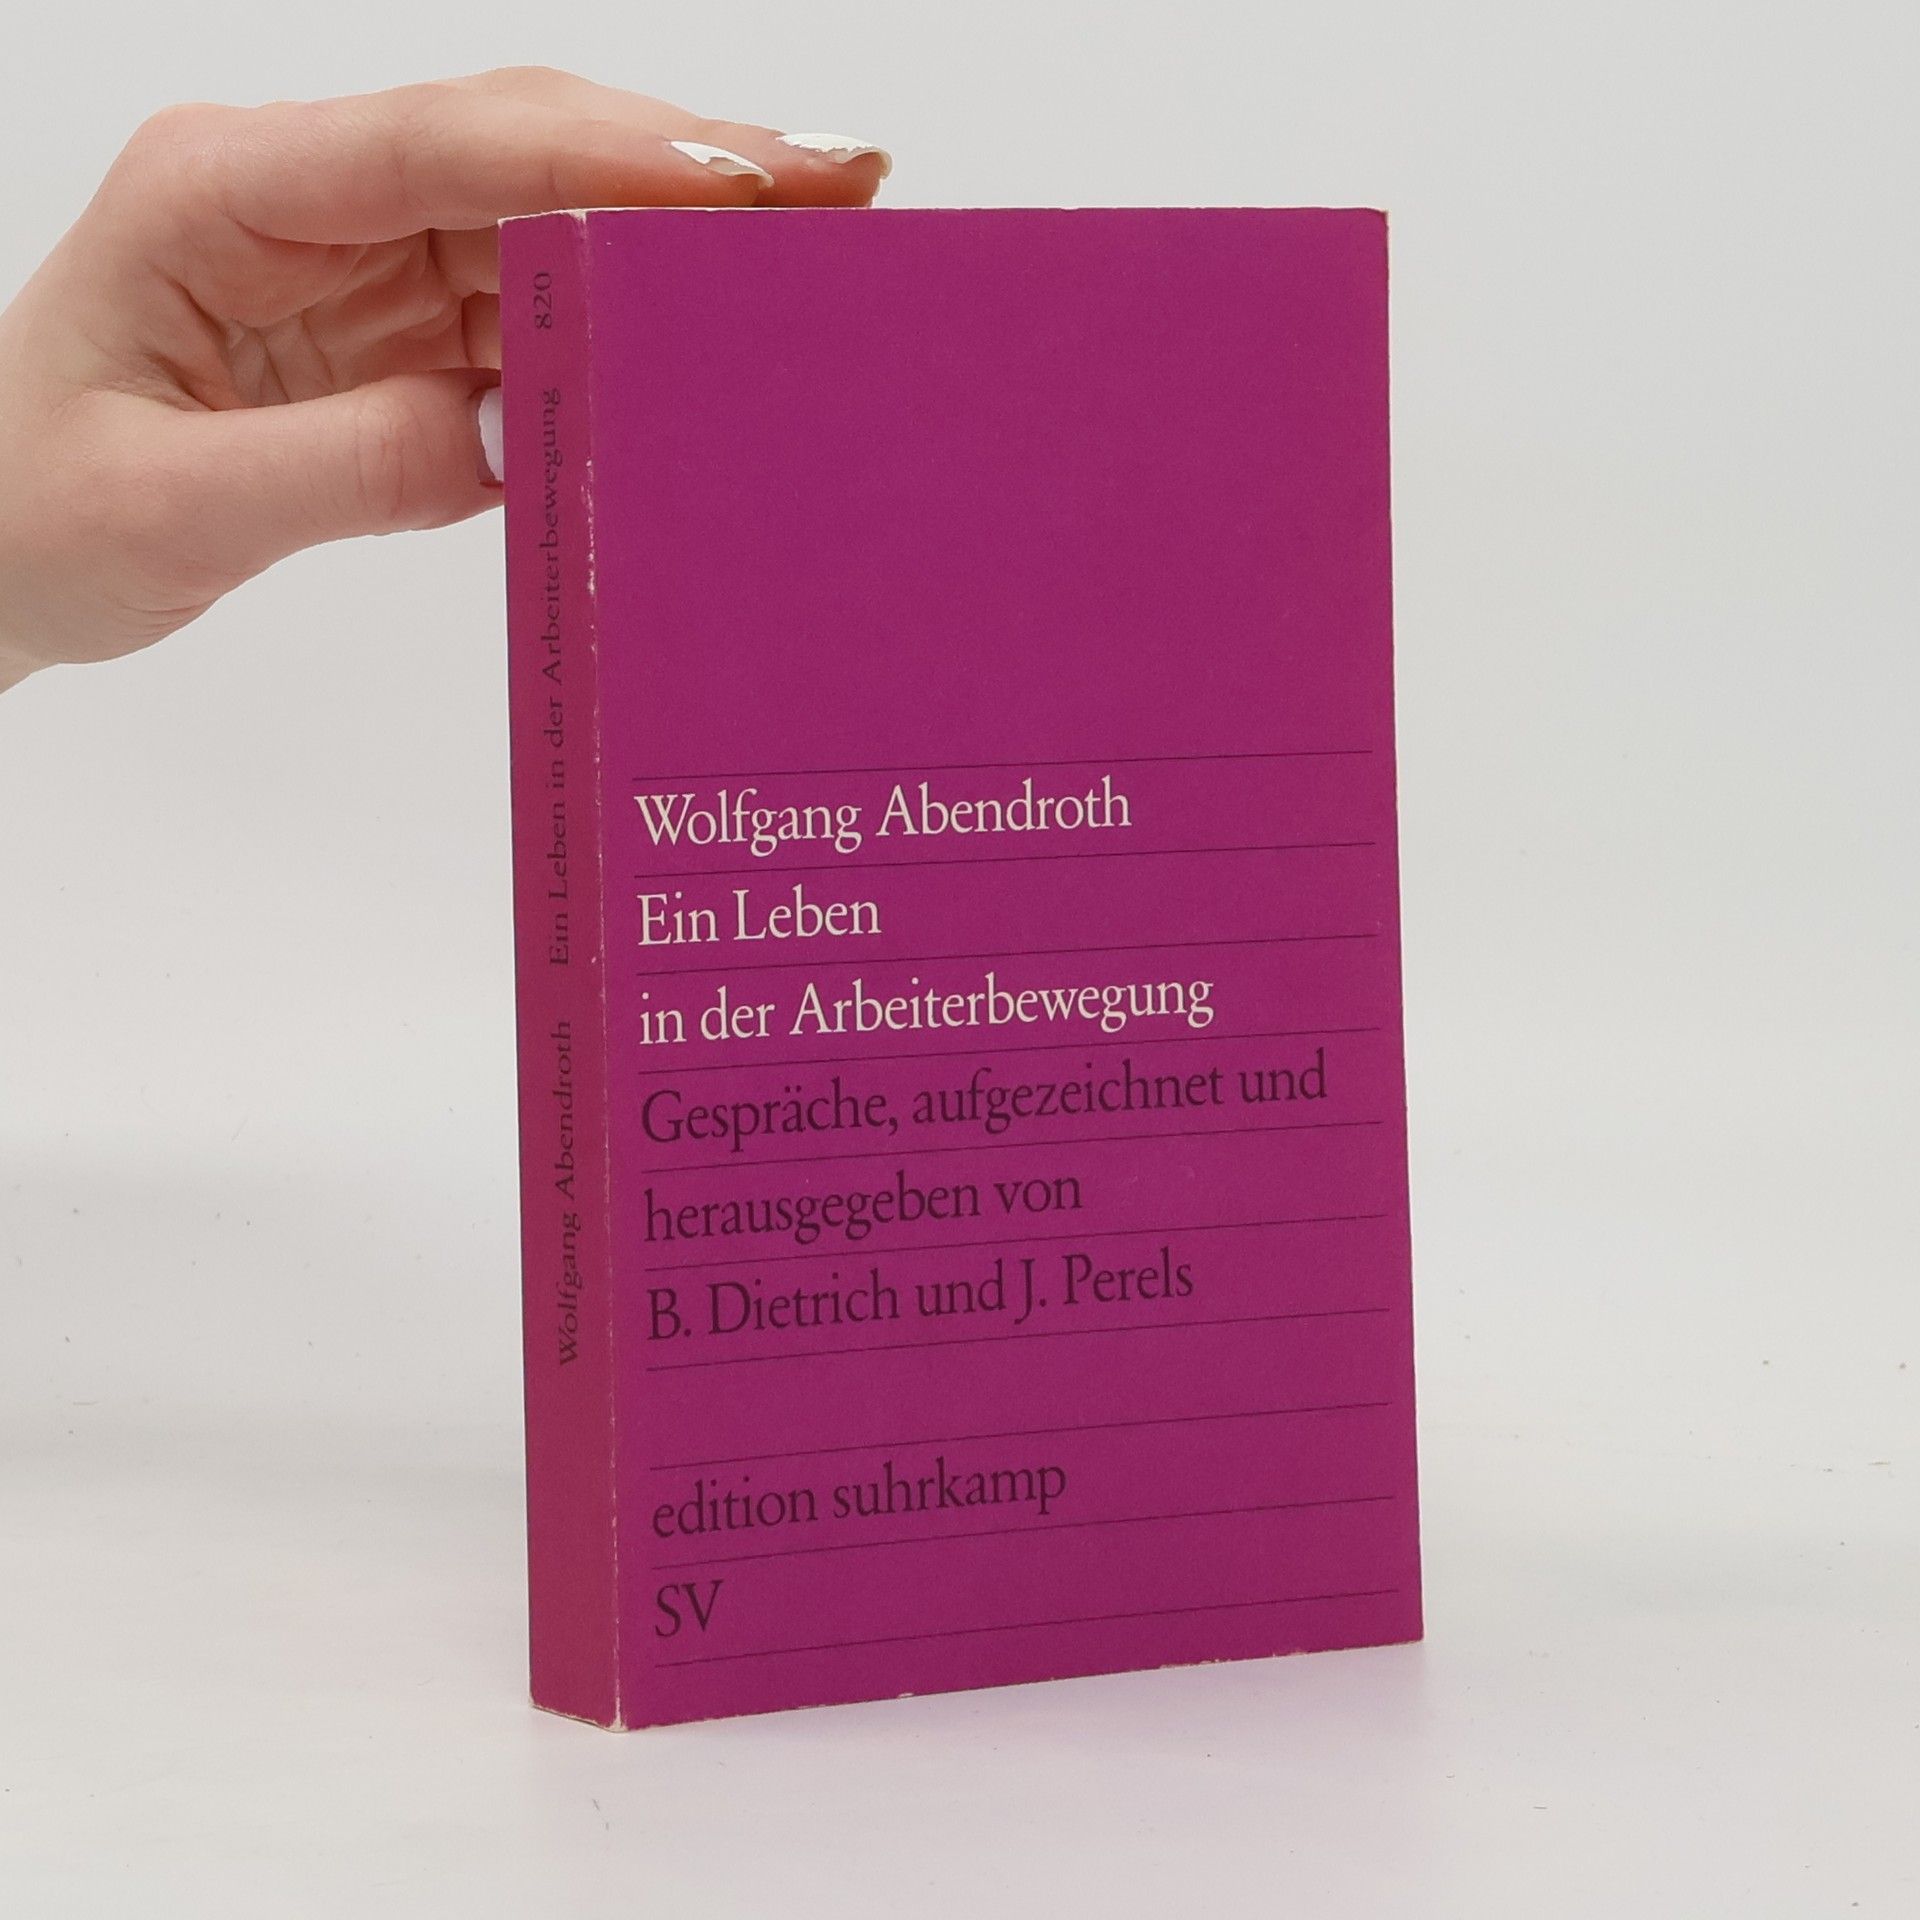 Wolfgang Abendroth Ein Leben in der Arbeiterbewegung 820
Wolfgang Abendroth
Ein Leben
in der Arbeiterbewegung
Gespräche, aufgezeichnet und
herausgegeben von
B. Dietrich und J. Perels
edition suhrkamp
SV